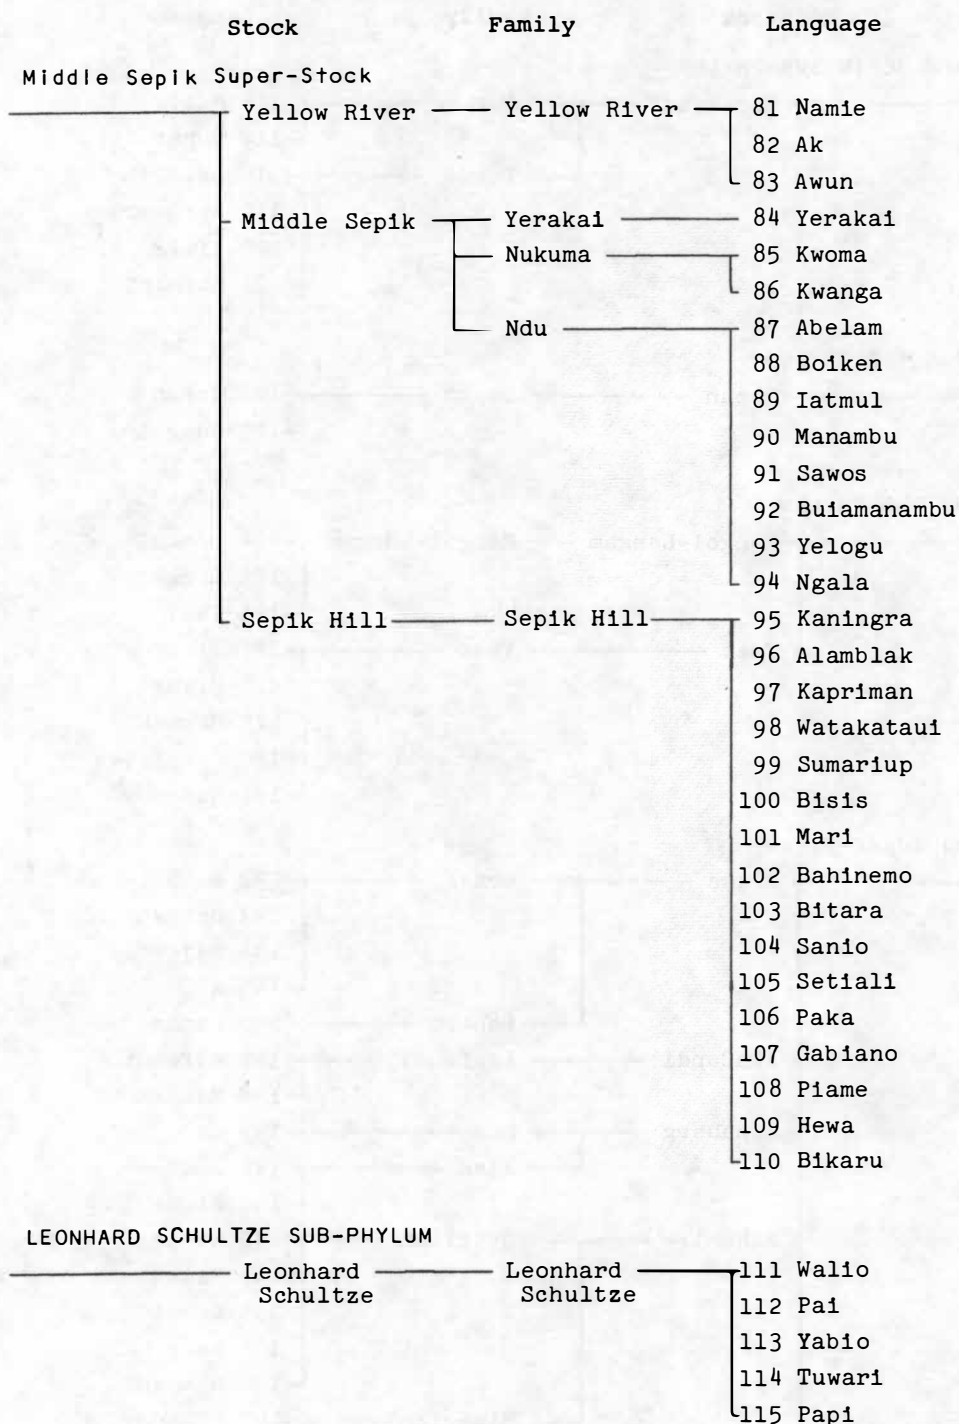 Stock Family Language
Middle Sepik Super-Stock
Yellow River Yellow River 81 Namie
82 Ak
83 Awun
Middle Sepik Yerakai 84 Yerakai
Nukuma 85 Kwoma
86 Kwanga
Ndu 87 Abelam
88 Boiken
89 Iatmul
90 Manambu
91 Sawos
92 Buiamanambu
93 Yelogu
94 Ngala
Sepik Hill Sepik Hill 95 Kaningra
96 Alamblak
97 Kapriman
98 Watakataui
99 Sumariup
100 Bisis
101 Mari
102 Bahinemo
103 Bitara
104 Sanio
105 Setiali
106 Paka
107 Gabiano
108 Piame
109 Hewa
110 Bikaru
LEONHARD SCHULTZE SUB-PHYLUM
Leonhard Leonhard 111 Walio
Schultze Schultze
112 Pai
113 Yabio
114 Tuwari
115 Papi